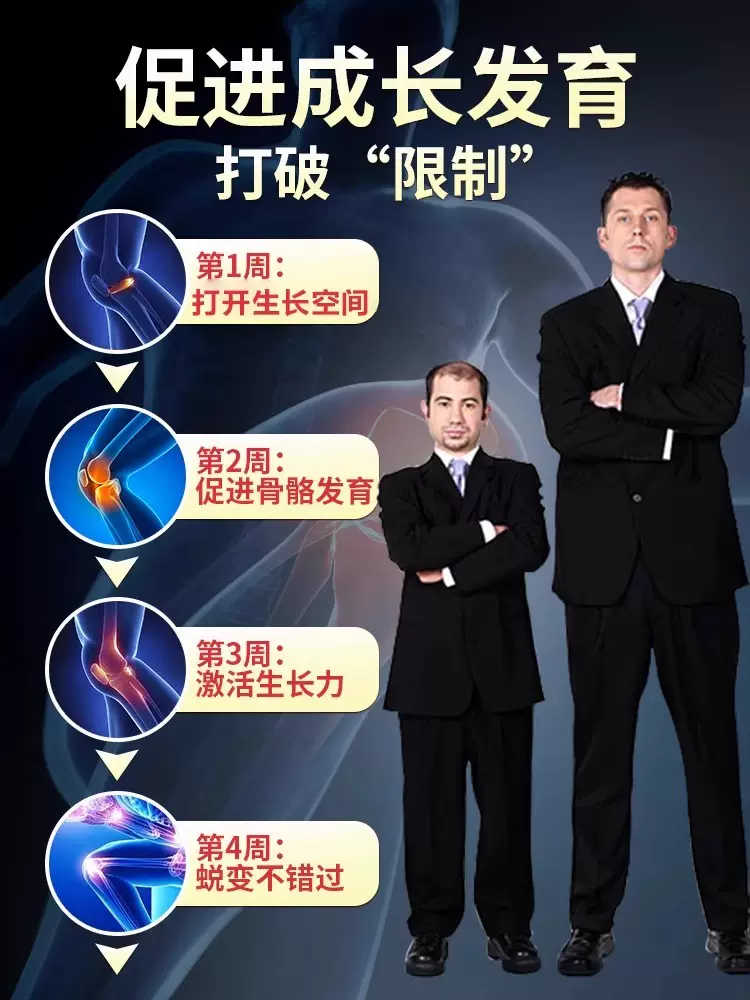 促进成长发育
打破“限制”
第1周：
打开生长空间
第2周：
促进骨骼发育
第3周：
激活生长力
第4周：
蜕变不错过